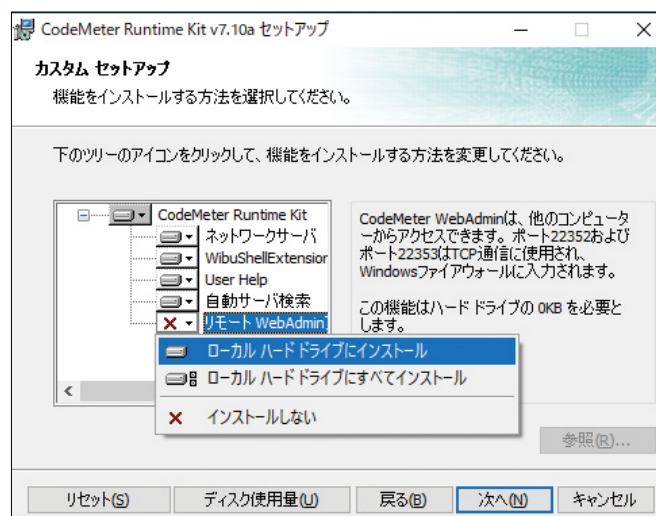 CodeMeter Runtime Kit v7.10a セットアップ
カスタム セットアップ
機能をインストールする方法を選択してください。
下のツリーのアイコンをクリックして、機能をインストールする方法を変更してください。
CodeMeter Runtime Kit
ネットワークサーバ
WibuShellExtension
User Help
自動サーバ検索
リモート WebAdmin
CodeMeter WebAdminは、他のコンピュータ
ーからアクセスできます。ポート22352および
ポート22353はTCP通信に使用され、
Windowsファイアウォールに入力されます。
この機能はハード ドライブの 0KB を必要と
します。
ローカル ハード ドライブにインストール
ローカル ハード ドライブにすべてインストール
インストールしない
参照(R)...
リセット(S)
ディスク使用量(U)
戻る(B)
次へ(N)
キャンセル